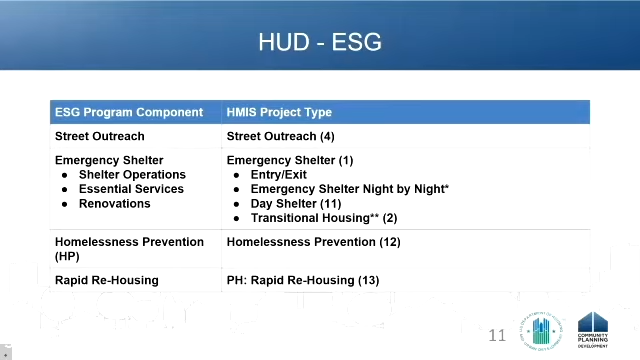 HUD - ESG
ESG Program Component HMIS Project Type
Street Outreach Street Outreach (4)
Emergency Shelter Emergency Shelter (1)
● Shelter Operations ● Entry/Exit
● Essential Services ● Emergency Shelter Night by Night*
● Renovations ● Day Shelter (11)
● Transitional Housing** (2)
Homelessness Prevention Homelessness Prevention (12)
(HP)
Rapid Re-Housing PH: Rapid Re-Housing (13)
11
COMMUNITY
PLANNING
DEVELOPMENT